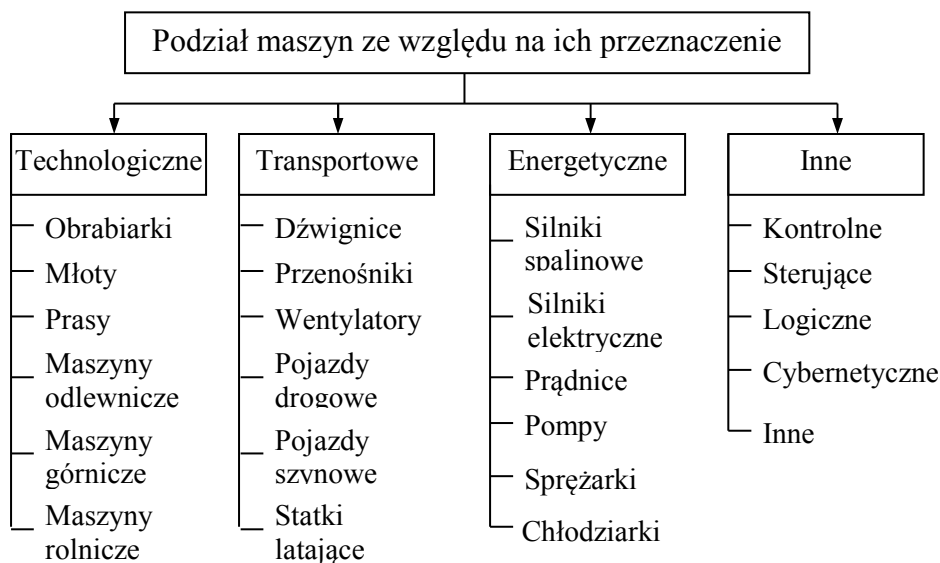 Podział maszyn ze względu na ich przeznaczenie
Technologiczne
Obrabiarki
Młoty
Prasy
Maszyny
odlewnicze
Maszyny
górnicze
Maszyny
rolnicze
Transportowe
Dźwignice
Przenośniki
Wentylatory
Pojazdy
drogowe
Pojazdy
szynowe
Statki
latające
Energetyczne
Silniki
spalinowe
Silniki
elektryczne
Prądnice
Pompy
Sprężarki
Chłodziarki
Inne
Kontrolne
Sterujące
Logiczne
Cybernetyczne
Inne